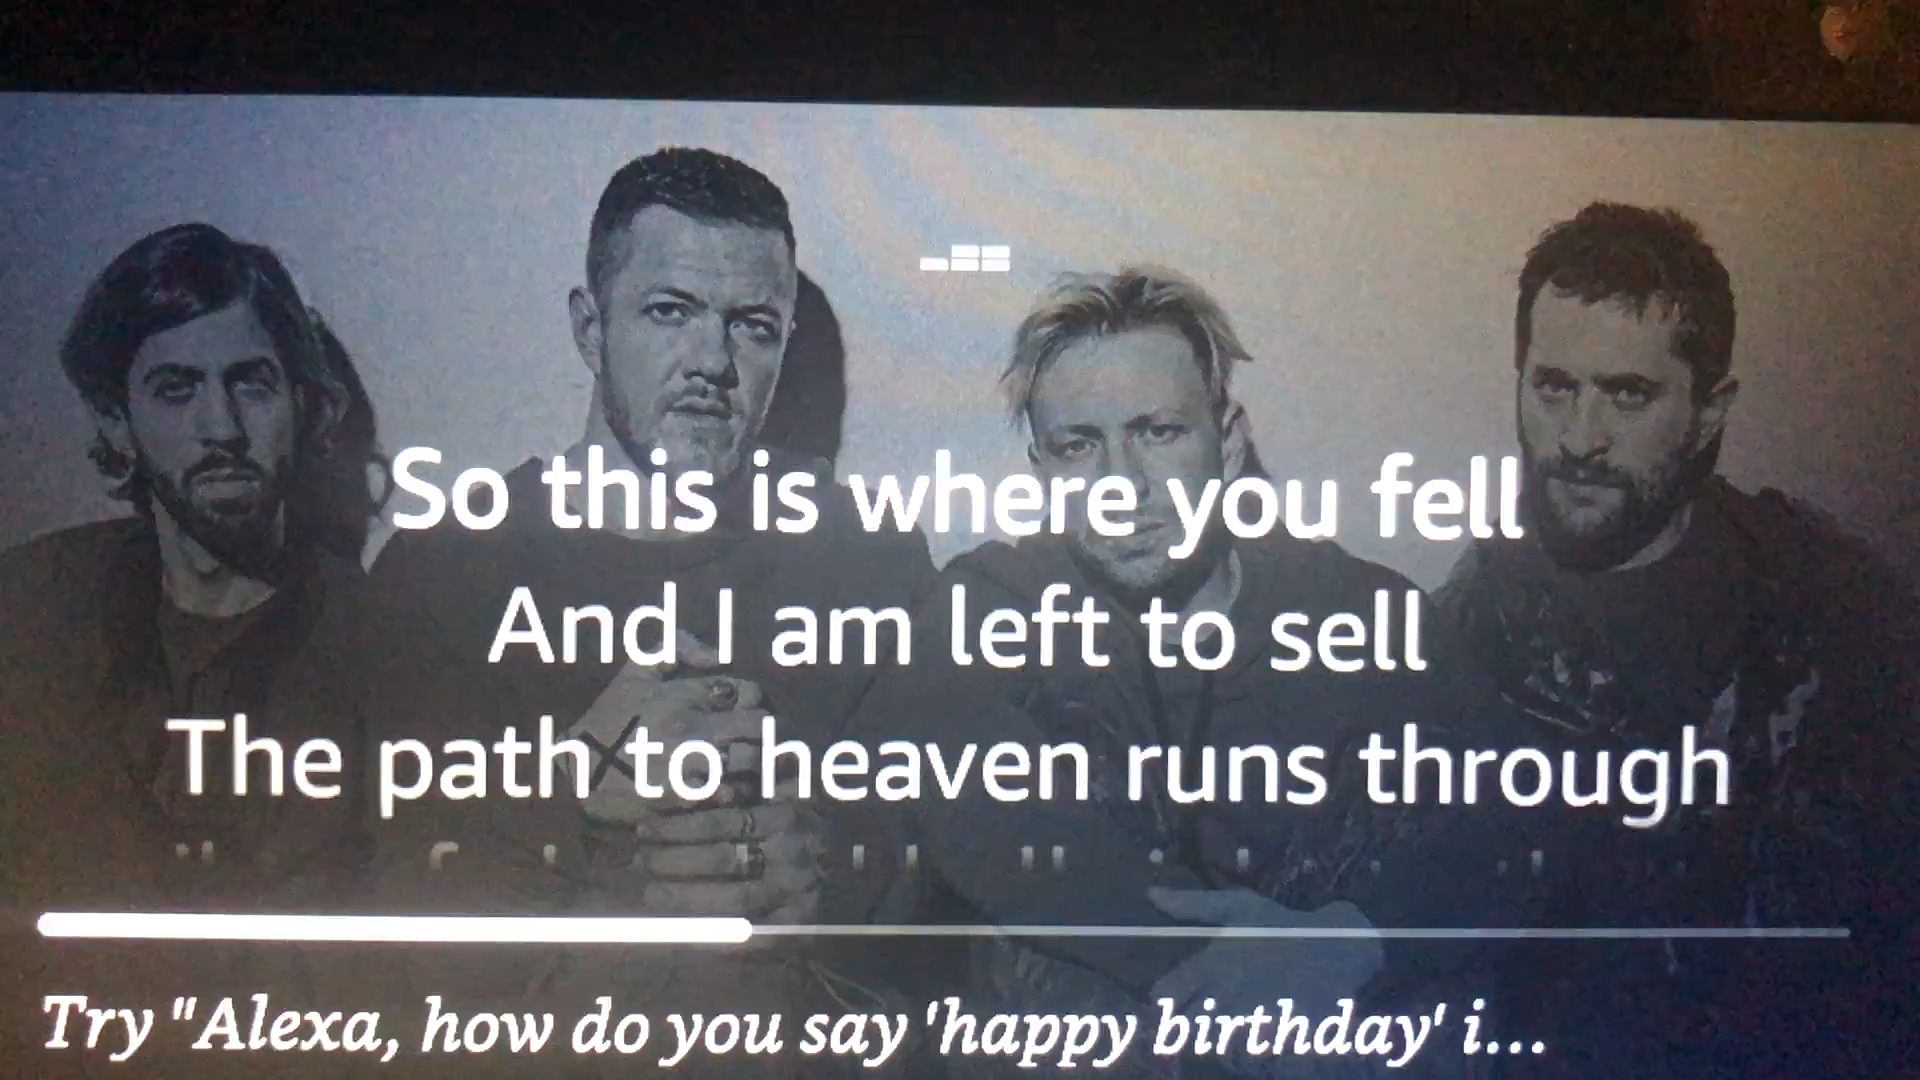 So this is where you fell
And I am left to sell
The path to heaven runs through
Try "Alexa, how do you say 'happy birthday' i...